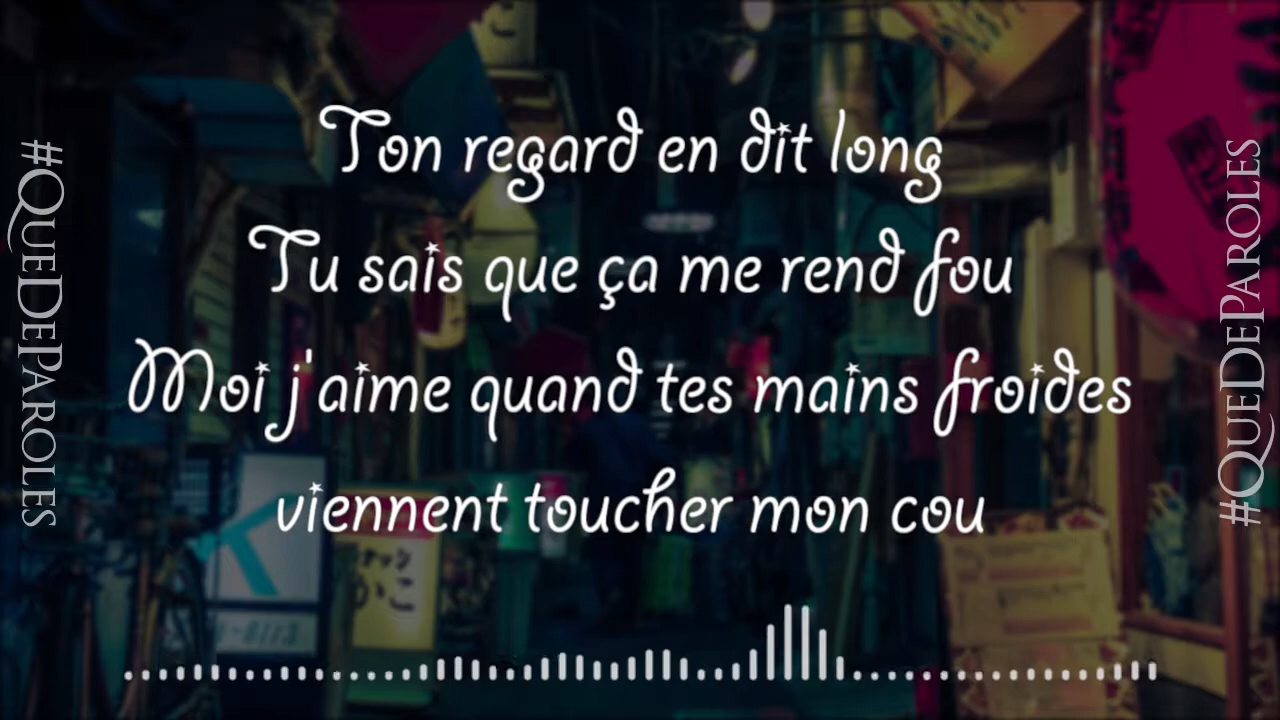 Ton regard en dit long
Tu sais que ça me rend fou
Moi j'aime quand tes mains froides
viennent toucher mon cou
#QueDeParoles
#QueDeParoles